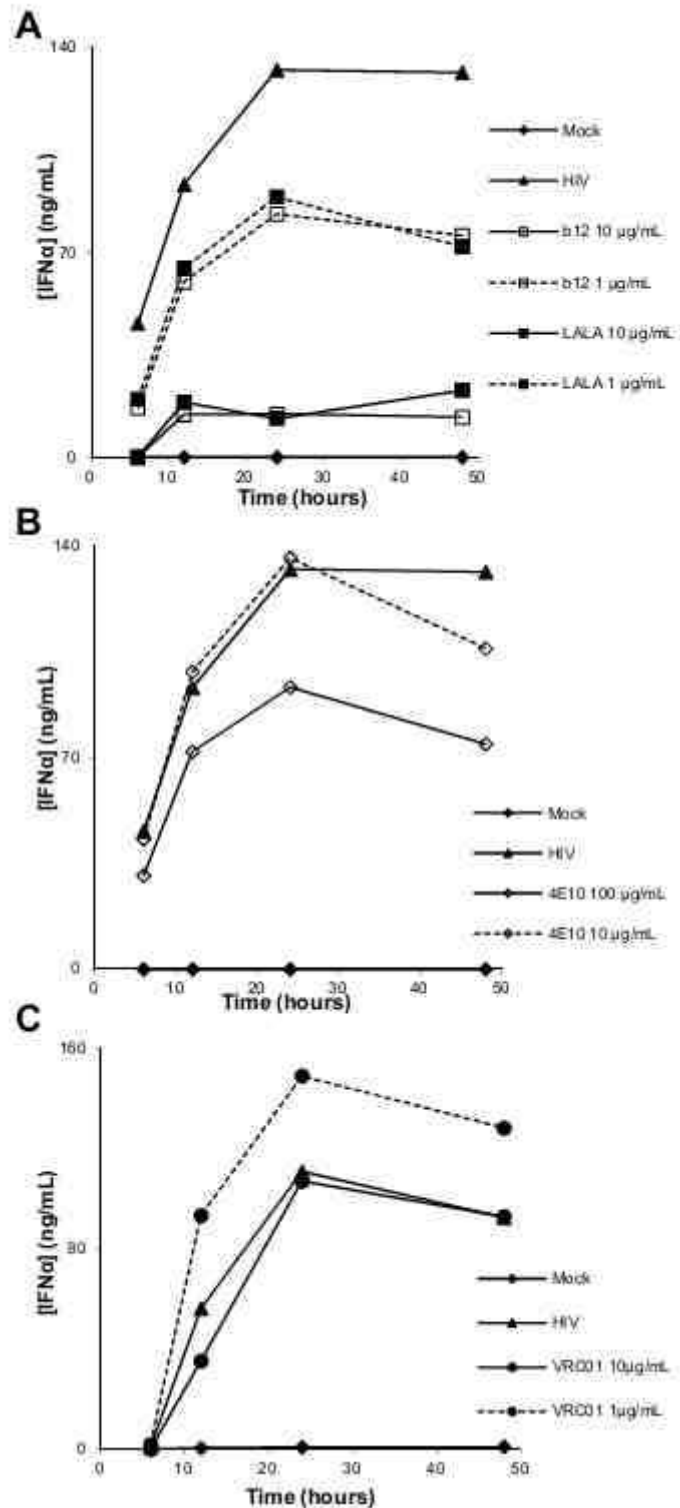 A
140
70
0
[IFNα] (ng/mL)
0 10 20 30 40 50
Time (hours)
Mock
HIV
b12 10 µg/mL
b12 1 µg/mL
LALA 10 µg/mL
LALA 1 µg/mL
B
140
70
0
[IFNα] (ng/mL)
0 10 20 30 40 50
Time (hours)
Mock
HIV
4E10 100 µg/mL
4E10 10 µg/mL
C
160
80
0
[IFNα] (ng/mL)
0 10 20 30 40 50
Time (hours)
Mock
HIV
VRC01 10µg/mL
VRC01 1µg/mL